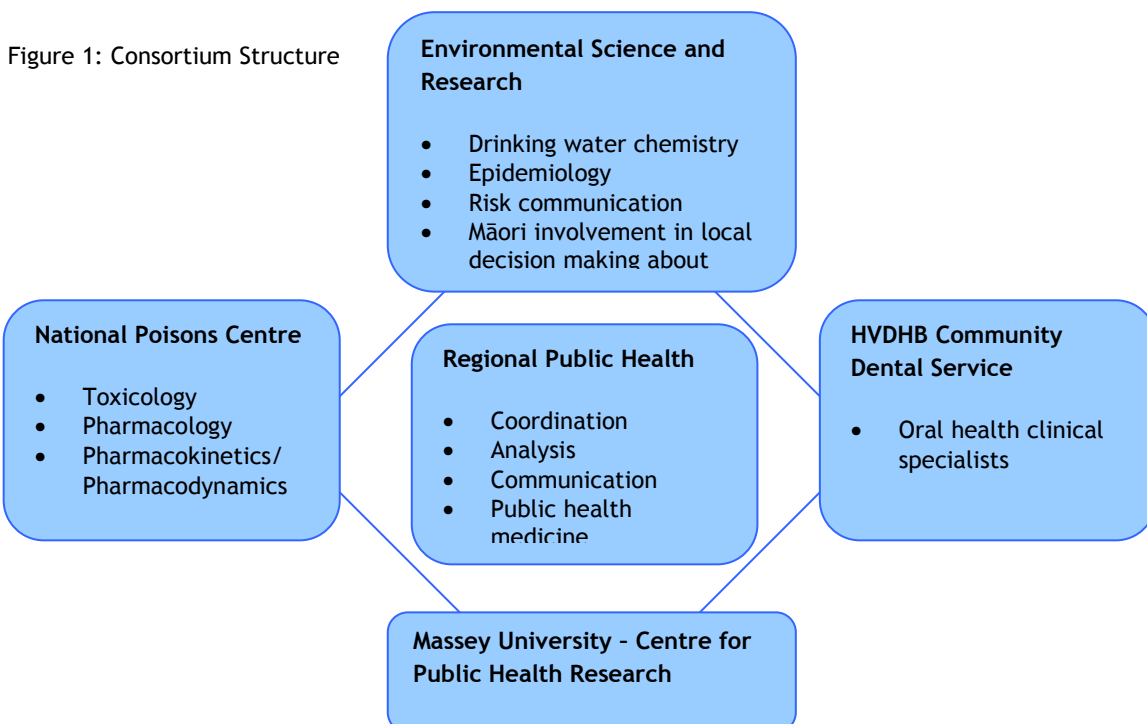 Figure 1: Consortium Structure
Environmental Science and
Research
• Drinking water chemistry
• Epidemiology
• Risk communication
• Māori involvement in local
decision making about
National Poisons Centre
• Toxicology
• Pharmacology
• Pharmacokinetics/
Pharmacodynamics
Regional Public Health
• Coordination
• Analysis
• Communication
• Public health
medicine
HVDHB Community
Dental Service
• Oral health clinical
specialists
Massey University – Centre for
Public Health Research